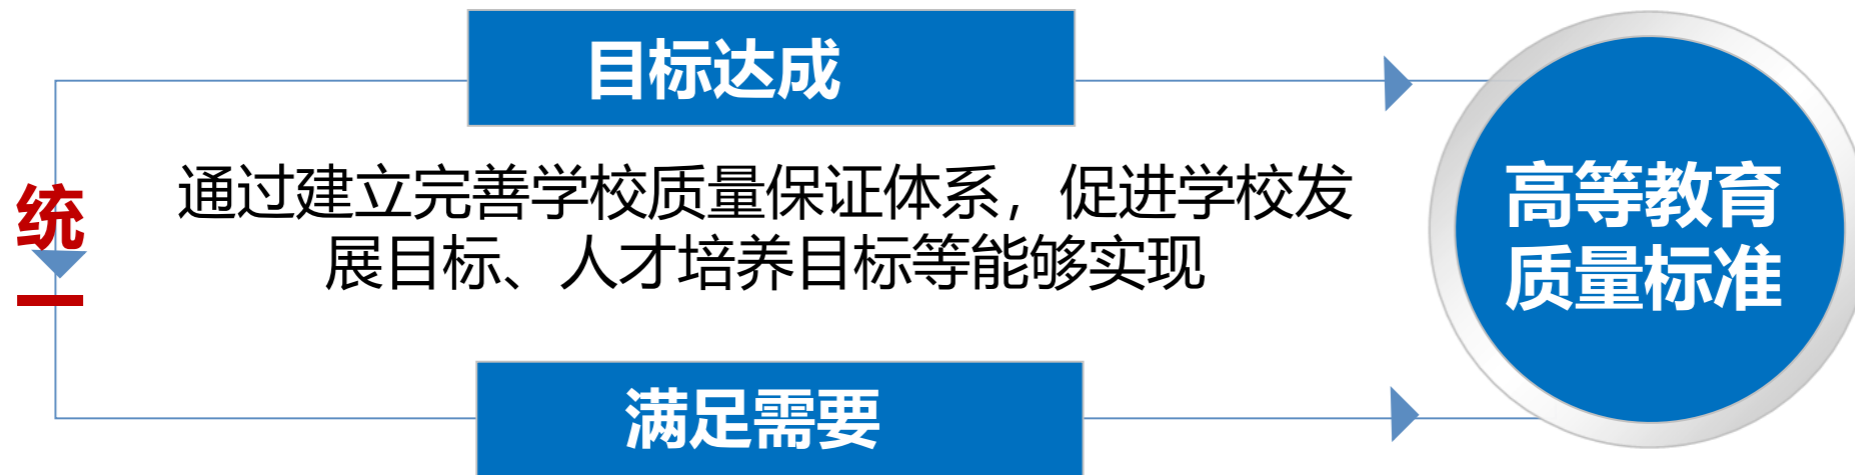 目标达成
统一
通过建立完善学校质量保证体系，促进学校发
展目标、人才培养目标等能够实现
高等教育
质量标准
满足需要